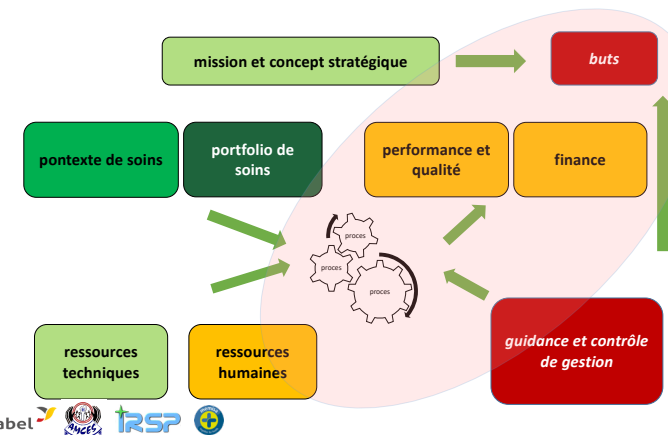 mission et concept stratégique
buts
pontexte de soins
portfolio de
soins
performance et
qualité
finance
proces
proces
proces
ressources
techniques
ressources
humaines
guidance et contrôle
de gestion
abel
AMCES
IRSP